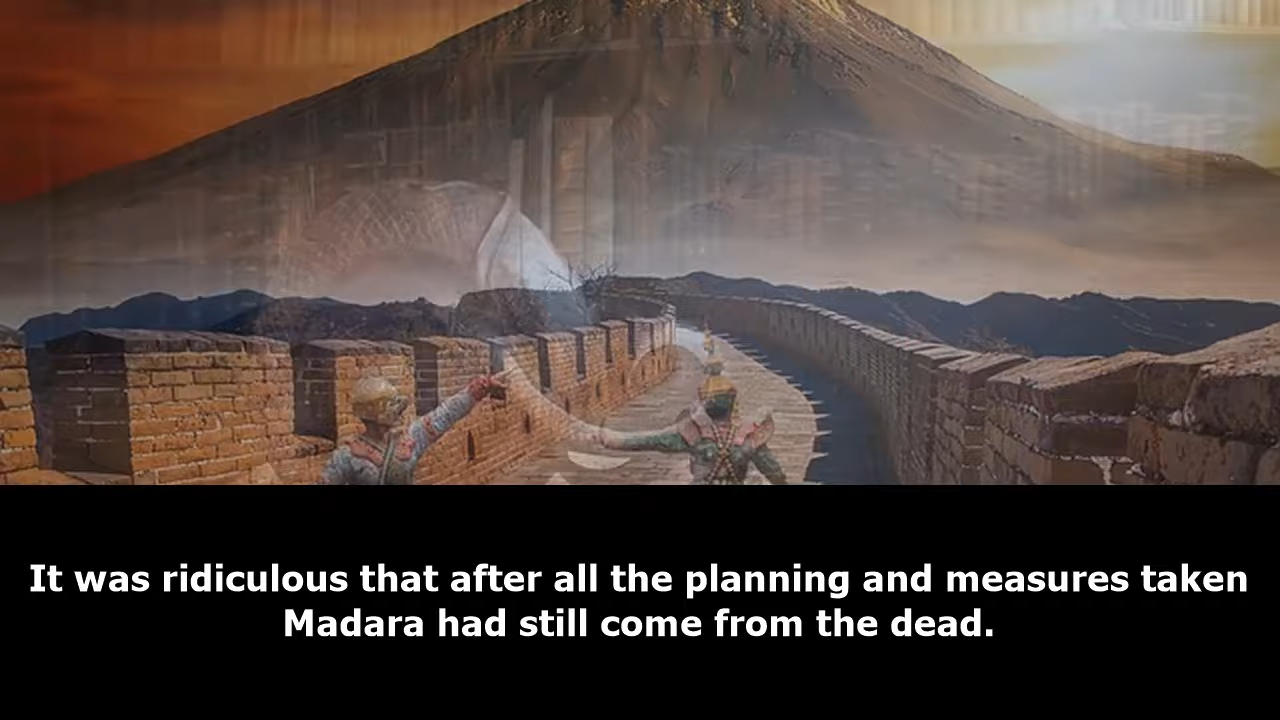 It was ridiculous that after all the planning and measures taken
Madara had still come from the dead.